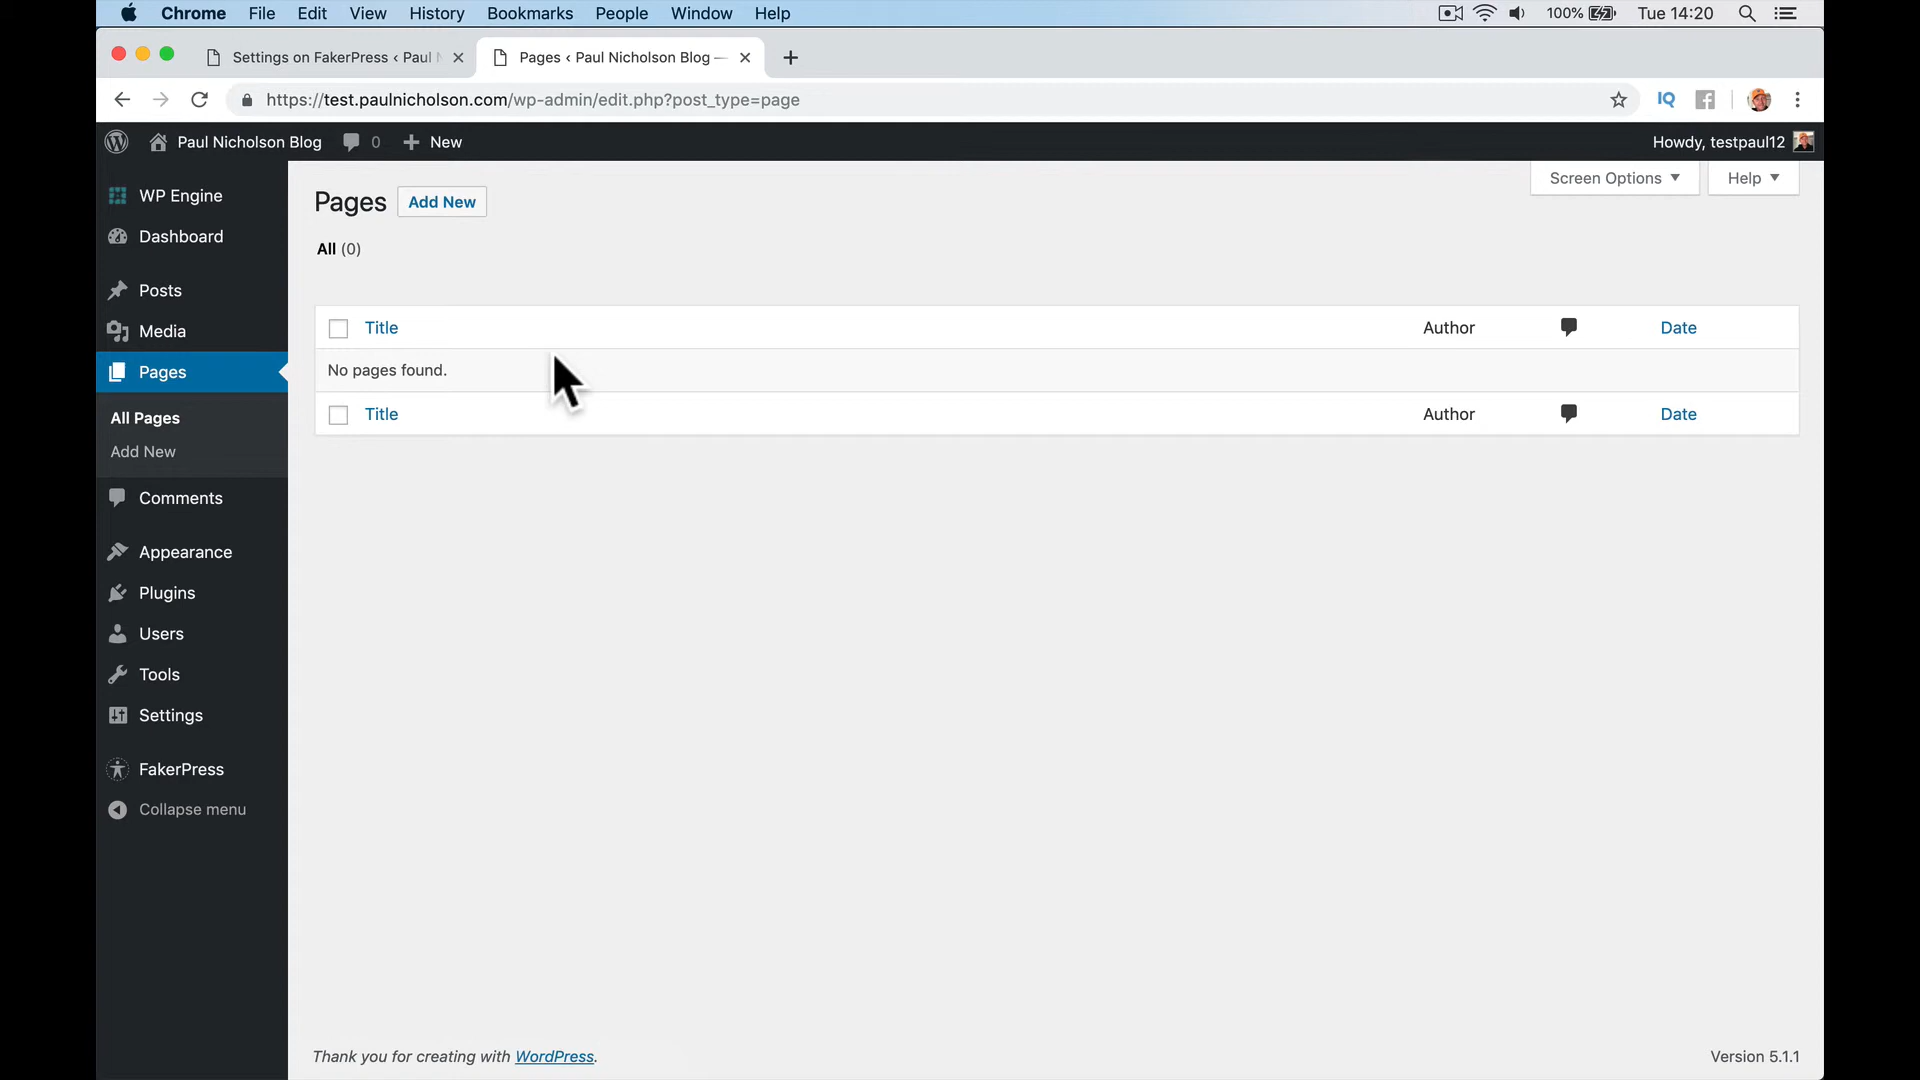 Chrome File Edit View History Bookmarks People Window Help 100% Tue 14:20
Settings on FakerPress ‹ Paul
Pages ‹ Paul Nicholson Blog —
https://test.paulnicholson.com/wp-admin/edit.php?post_type=page
IQ
Paul Nicholson Blog 0 New Howdy, testpaul12
Screen Options Help
WP Engine
Dashboard
Posts
Media
Pages
All Pages
Add New
Comments
Appearance
Plugins
Users
Tools
Settings
FakerPress
Collapse menu
Pages Add New
All (0)
Title Author Date
No pages found.
Title Author Date
Thank you for creating with WordPress. Version 5.1.1